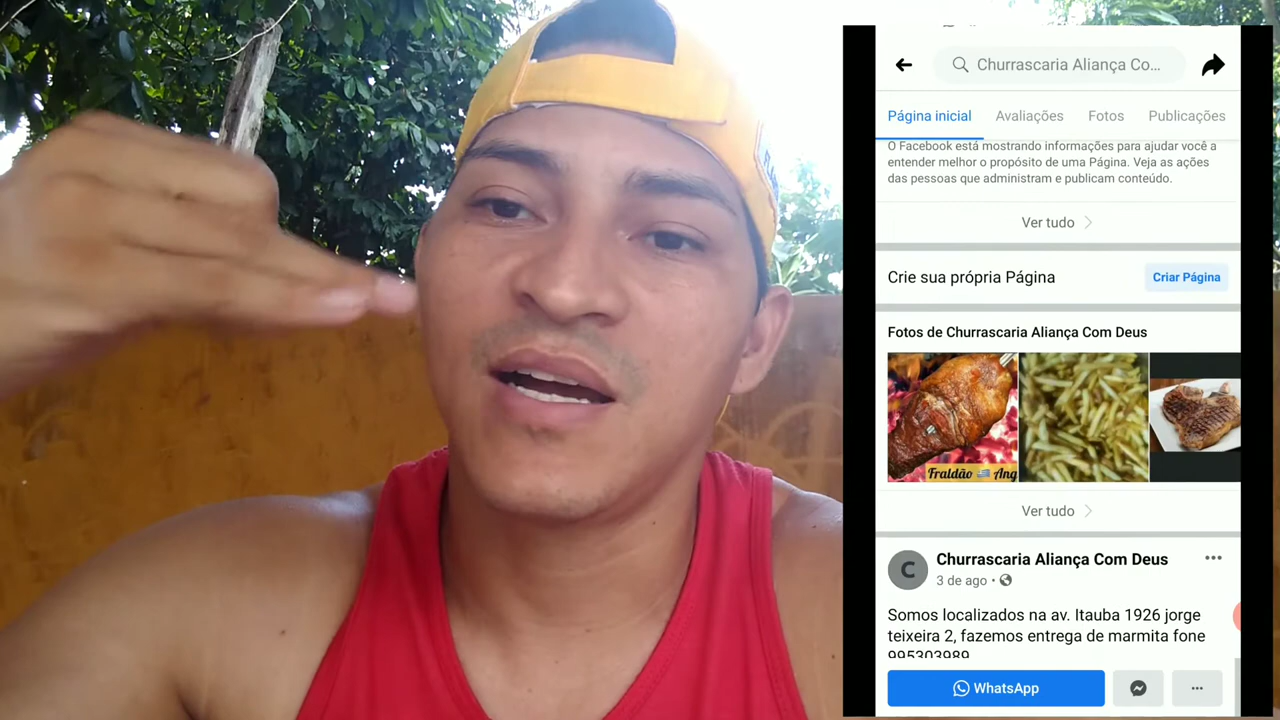 Churrascaria Aliança Co...
Página inicial
Avaliações
Fotos
Publicações
O Facebook está mostrando informações para ajudar você a
entender melhor o propósito de uma Página. Veja as ações
das pessoas que administram e publicam conteúdo.
Ver tudo
Crie sua própria Página
Criar Página
Fotos de Churrascaria Aliança Com Deus
Fraldão Ang
Ver tudo
C
Churrascaria Aliança Com Deus
3 de ago
Somos localizados na av. Itauba 1926 jorge
teixeira 2, fazemos entrega de marmita fone
995303989
WhatsApp